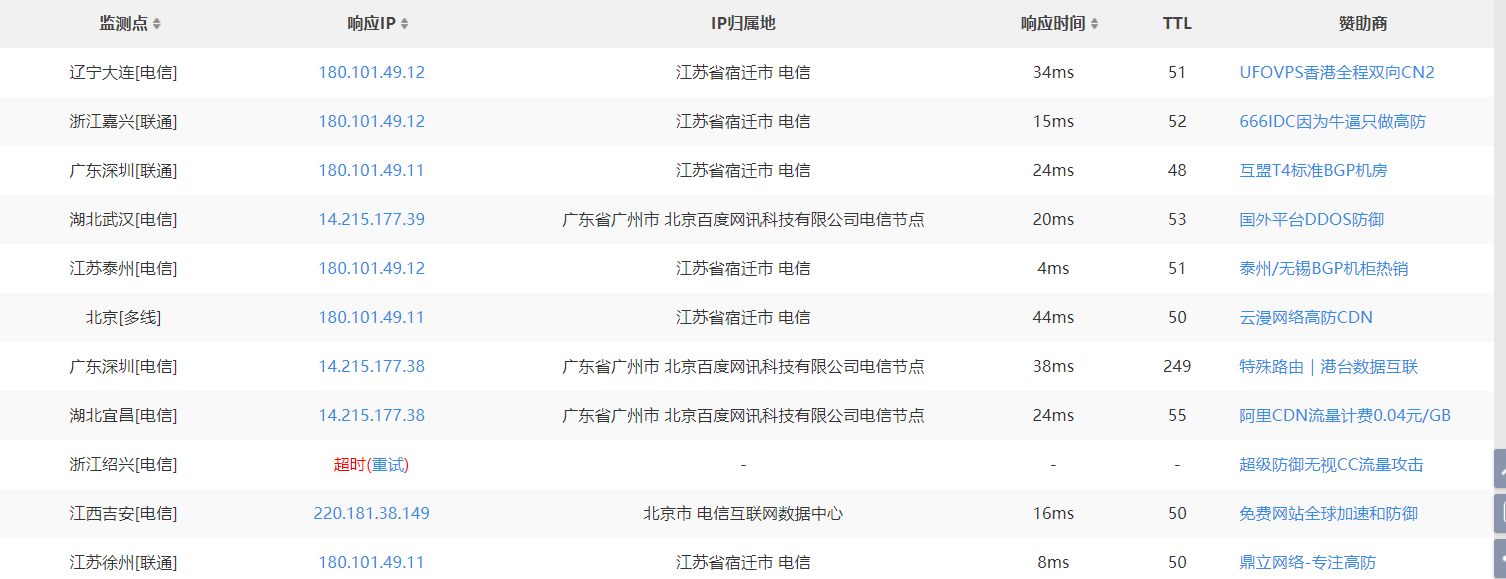 监测点 响应IP IP归属地 响应时间 TTL 赞助商
辽宁大连[电信] 180.101.49.12 江苏省宿迁市 电信 34ms 51 UFOVPS香港全程双向CN2
浙江嘉兴[联通] 180.101.49.12 江苏省宿迁市 电信 15ms 52 666IDC因为牛逼只做高防
广东深圳[联通] 180.101.49.11 江苏省宿迁市 电信 24ms 48 互盟T4标准BGP机房
湖北武汉[电信] 14.215.177.39 广东省广州市 北京百度网讯科技有限公司电信节点 20ms 53 国外平台DDOS防御
江苏泰州[电信] 180.101.49.12 江苏省宿迁市 电信 4ms 51 泰州/无锡BGP机柜热销
北京[多线] 180.101.49.11 江苏省宿迁市 电信 44ms 50 云漫网络高防CDN
广东深圳[电信] 14.215.177.38 广东省广州市 北京百度网讯科技有限公司电信节点 38ms 249 特殊路由｜港台数据互联
湖北宜昌[电信] 14.215.177.38 广东省广州市 北京百度网讯科技有限公司电信节点 24ms 55 阿里CDN流量计费0.04元/GB
浙江绍兴[电信] 超时(重试) - - - 超级防御无视CC流量攻击
江西吉安[电信] 220.181.38.149 北京市 电信互联网数据中心 16ms 50 免费网站全球加速和防御
江苏徐州[联通] 180.101.49.11 江苏省宿迁市 电信 8ms 50 鼎立网络-专注高防